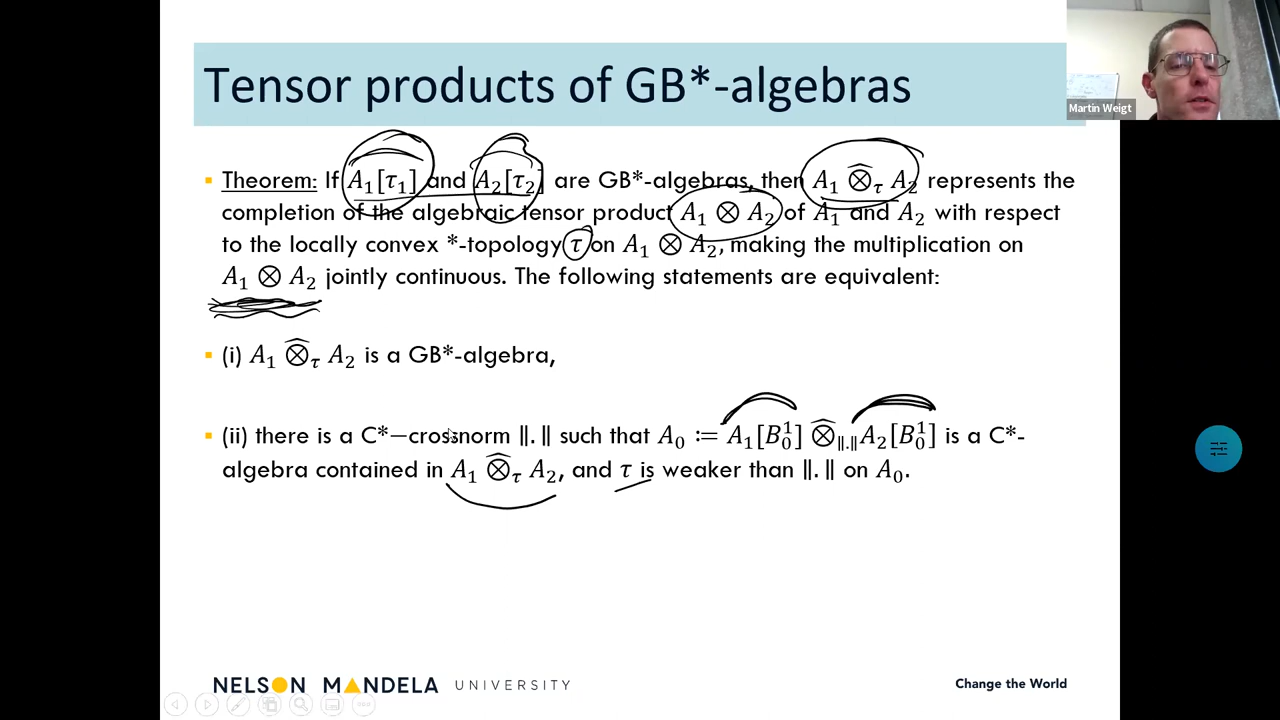 Tensor products of GB*-algebras
Martin Weigt
▪ Theorem: If A₁[τ₁] and A₂[τ₂] are GB*-algebras, then A₁ ⊗̂_τ A₂ represents the
completion of the algebraic tensor product A₁ ⊗ A₂ of A₁ and A₂ with respect
to the locally convex *-topology τ on A₁ ⊗ A₂, making the multiplication on
A₁ ⊗ A₂ jointly continuous. The following statements are equivalent:
▪ (i) A₁ ⊗̂_τ A₂ is a GB*-algebra,
▪ (ii) there is a C*−crossnorm ‖.‖ such that A₀ ≔ A₁[B₀¹] ⊗̂_‖.‖ A₂[B₀¹] is a C*-
algebra contained in A₁ ⊗̂_τ A₂, and τ is weaker than ‖.‖ on A₀.
NELSON MANDELA UNIVERSITY
Change the World